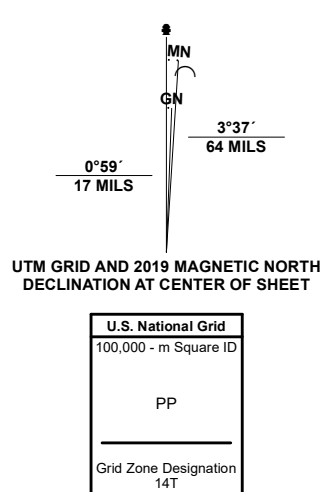 MN
GN
3°37´
64 MILS
0°59´
17 MILS
UTM GRID AND 2019 MAGNETIC NORTH
DECLINATION AT CENTER OF SHEET
U.S. National Grid
100,000 - m Square ID
PP
Grid Zone Designation
14T